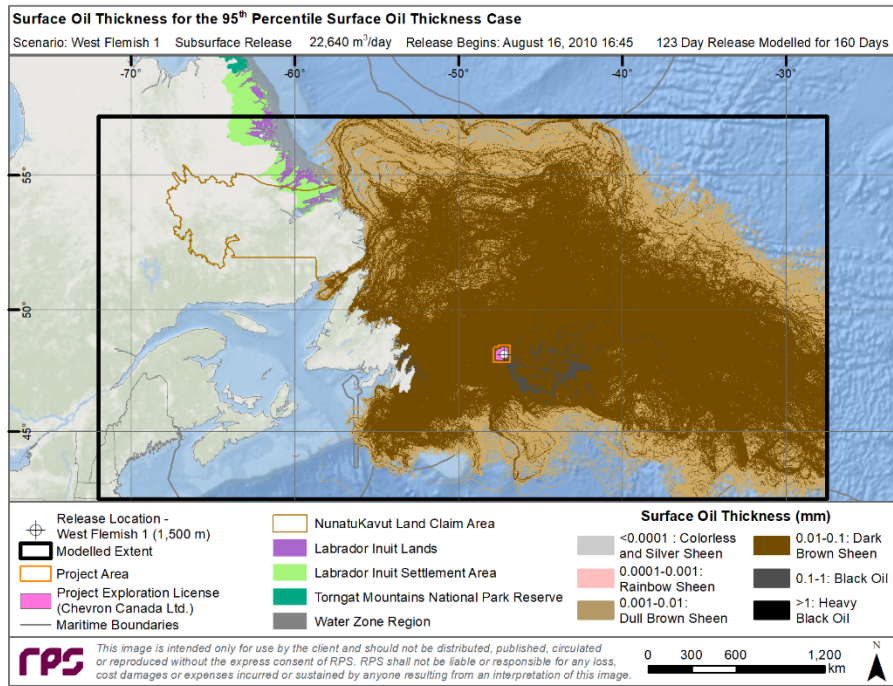 Surface Oil Thickness for the 95th Percentile Surface Oil Thickness Case
Scenario: West Flemish 1 Subsurface Release 22,640 m³/day Release Begins: August 16, 2010 16:45 123 Day Release Modelled for 160 Days
-70° -60° -50° -40° -30°
55°
50°
45°
Release Location -
West Flemish 1 (1,500 m)
Modelled Extent
Project Area
Project Exploration License
(Chevron Canada Ltd.)
Maritime Boundaries
NunatuKavut Land Claim Area
Labrador Inuit Lands
Labrador Inuit Settlement Area
Torngat Mountains National Park Reserve
Water Zone Region
Surface Oil Thickness (mm)
<0.0001 : Colorless
and Silver Sheen
0.0001-0.001:
Rainbow Sheen
0.001-0.01:
Dull Brown Sheen
0.01-0.1: Dark
Brown Sheen
0.1-1: Black Oil
>1: Heavy
Black Oil
rps
This image is intended only for use by the client and should not be distributed, published, circulated
or reproduced without the express consent of RPS. RPS shall not be liable or responsible for any loss,
cost damages or expenses incurred or sustained by anyone resulting from an interpretation of this image.
0 300 600 1,200
km
N